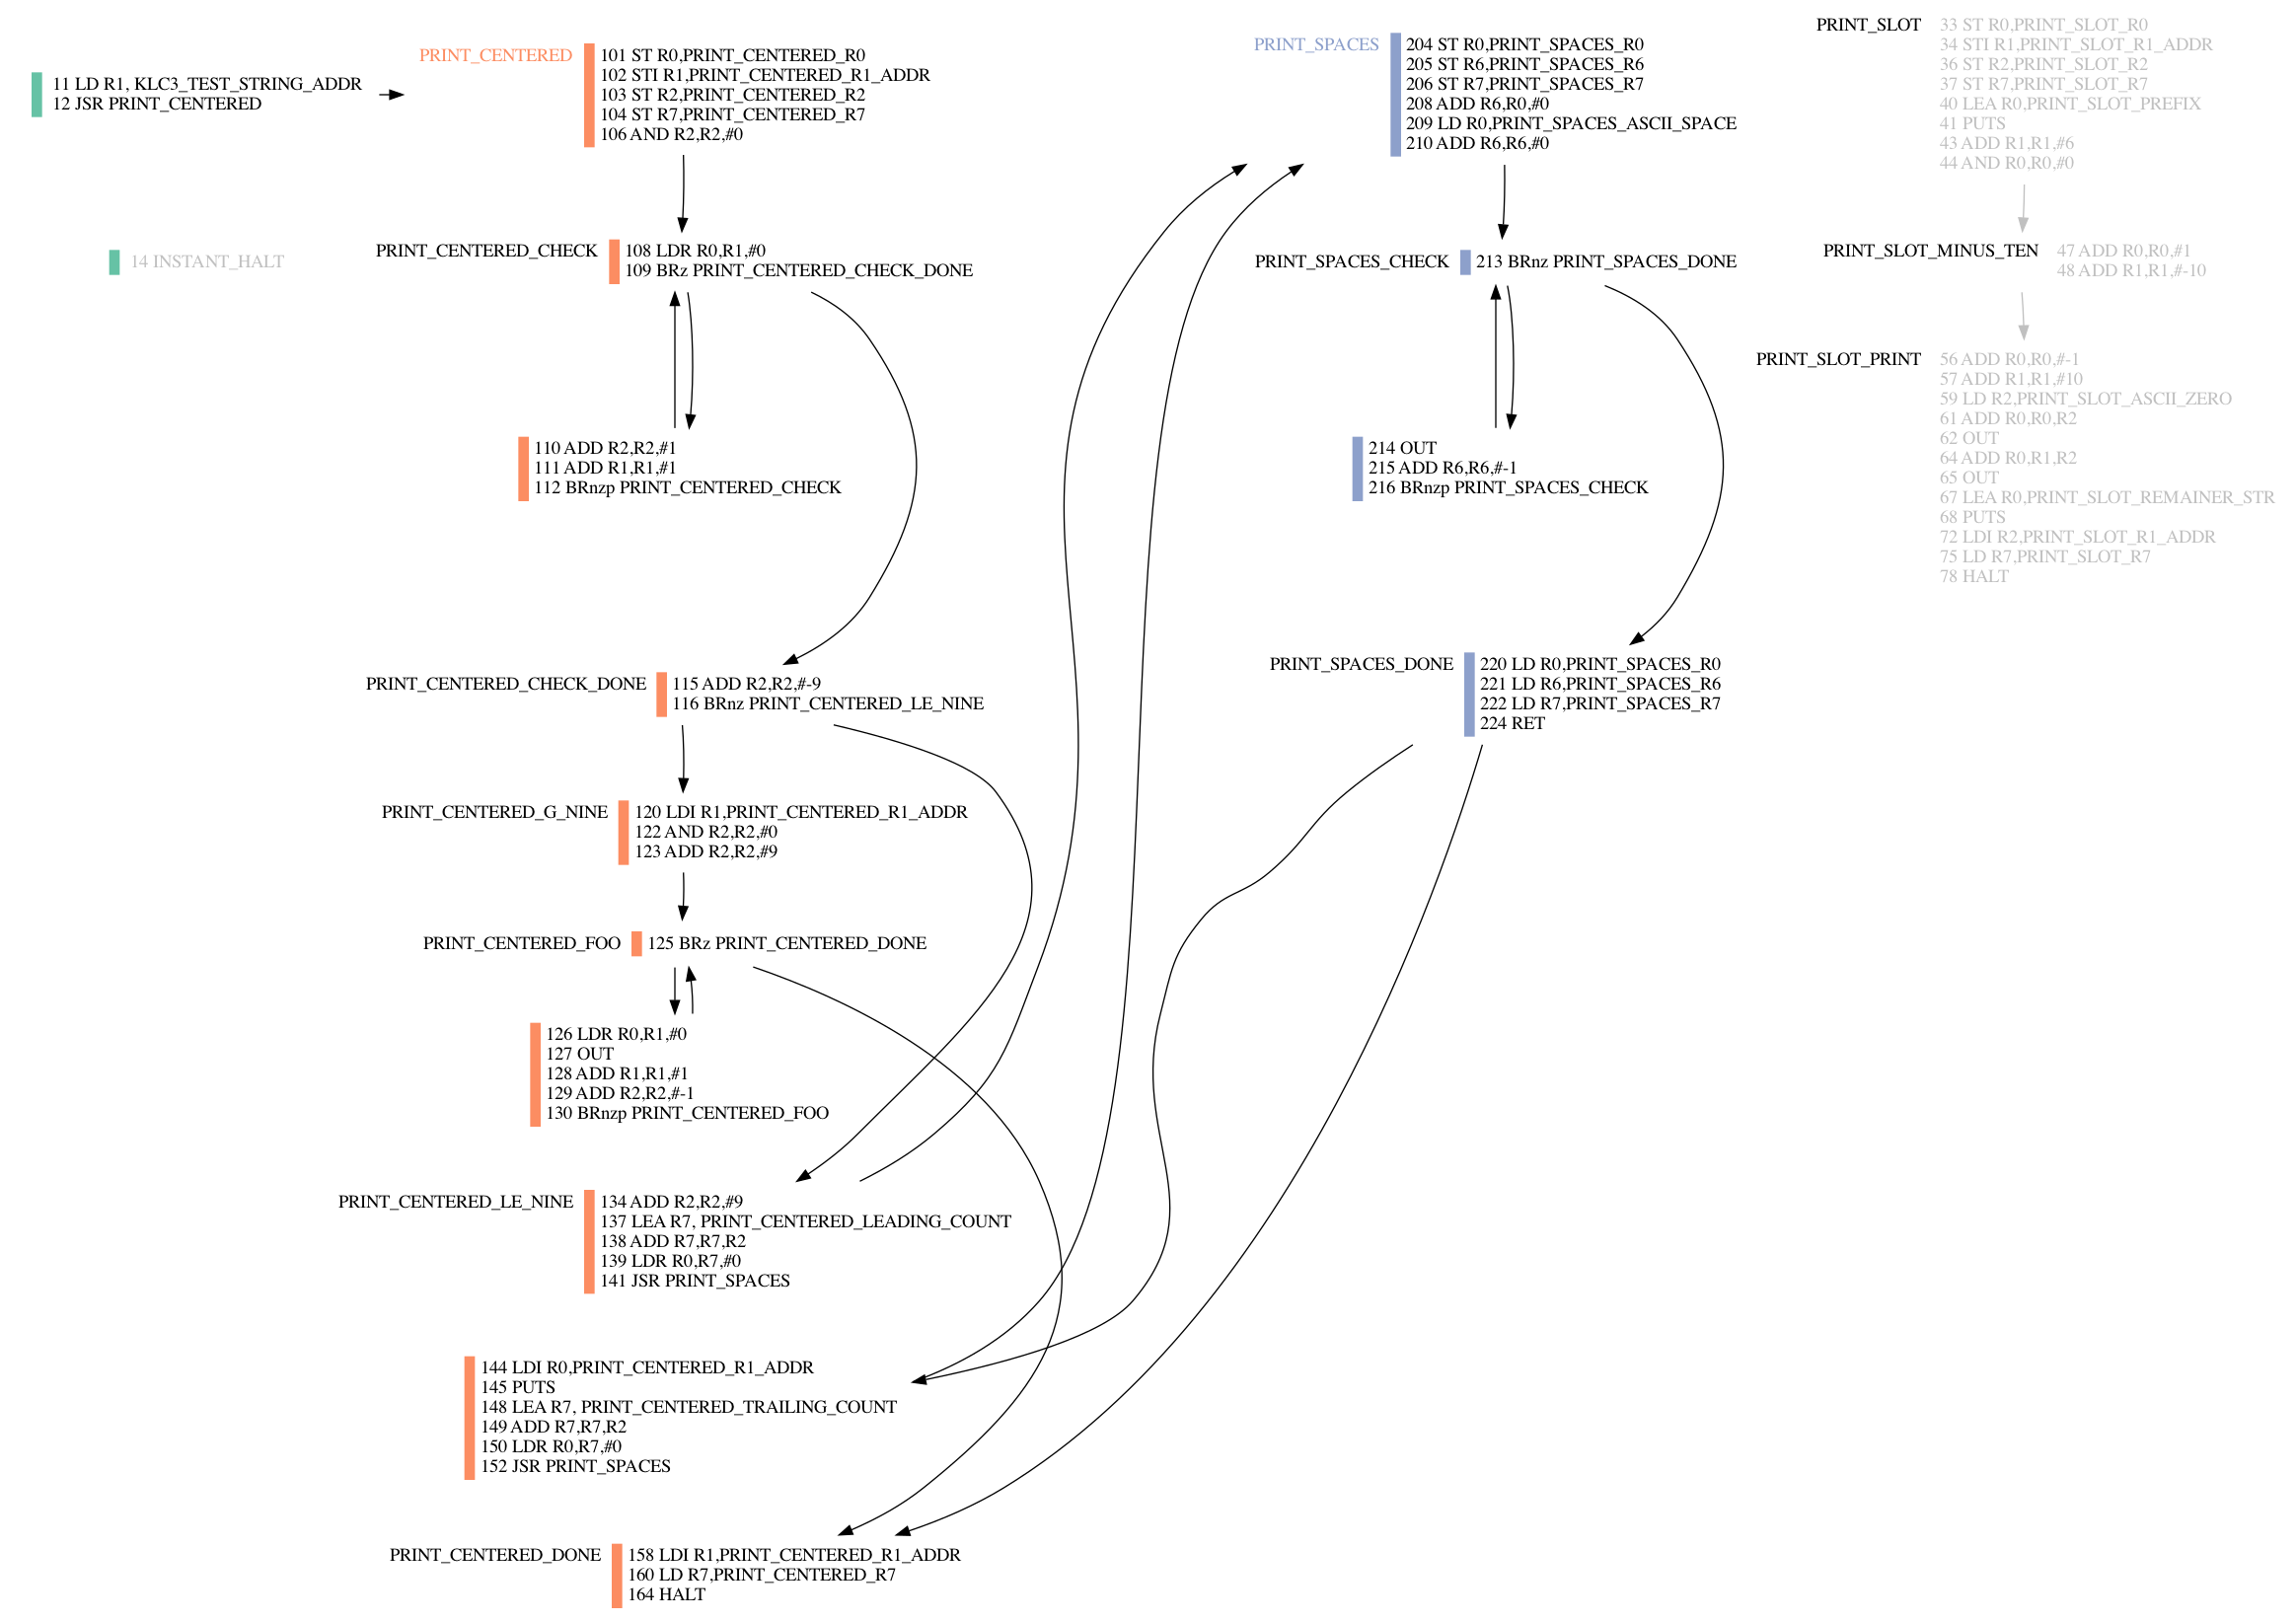 11 LD R1, KLC3_TEST_STRING_ADDR
12 JSR PRINT_CENTERED
14 INSTANT_HALT
PRINT_CENTERED
101 ST R0,PRINT_CENTERED_R0
102 STI R1,PRINT_CENTERED_R1_ADDR
103 ST R2,PRINT_CENTERED_R2
104 ST R7,PRINT_CENTERED_R7
106 AND R2,R2,#0
PRINT_CENTERED_CHECK
108 LDR R0,R1,#0
109 BRz PRINT_CENTERED_CHECK_DONE
110 ADD R2,R2,#1
111 ADD R1,R1,#1
112 BRnzp PRINT_CENTERED_CHECK
PRINT_CENTERED_CHECK_DONE
115 ADD R2,R2,#-9
116 BRnz PRINT_CENTERED_LE_NINE
PRINT_CENTERED_G_NINE
120 LDI R1,PRINT_CENTERED_R1_ADDR
122 AND R2,R2,#0
123 ADD R2,R2,#9
PRINT_CENTERED_FOO
125 BRz PRINT_CENTERED_DONE
126 LDR R0,R1,#0
127 OUT
128 ADD R1,R1,#1
129 ADD R2,R2,#-1
130 BRnzp PRINT_CENTERED_FOO
PRINT_CENTERED_LE_NINE
134 ADD R2,R2,#9
137 LEA R7, PRINT_CENTERED_LEADING_COUNT
138 ADD R7,R7,R2
139 LDR R0,R7,#0
141 JSR PRINT_SPACES
144 LDI R0,PRINT_CENTERED_R1_ADDR
145 PUTS
148 LEA R7, PRINT_CENTERED_TRAILING_COUNT
149 ADD R7,R7,R2
150 LDR R0,R7,#0
152 JSR PRINT_SPACES
PRINT_CENTERED_DONE
158 LDI R1,PRINT_CENTERED_R1_ADDR
160 LD R7,PRINT_CENTERED_R7
164 HALT
PRINT_SPACES
204 ST R0,PRINT_SPACES_R0
205 ST R6,PRINT_SPACES_R6
206 ST R7,PRINT_SPACES_R7
208 ADD R6,R0,#0
209 LD R0,PRINT_SPACES_ASCII_SPACE
210 ADD R6,R6,#0
PRINT_SPACES_CHECK
213 BRnz PRINT_SPACES_DONE
214 OUT
215 ADD R6,R6,#-1
216 BRnzp PRINT_SPACES_CHECK
PRINT_SPACES_DONE
220 LD R0,PRINT_SPACES_R0
221 LD R6,PRINT_SPACES_R6
222 LD R7,PRINT_SPACES_R7
224 RET
PRINT_SLOT
33 ST R0,PRINT_SLOT_R0
34 STI R1,PRINT_SLOT_R1_ADDR
36 ST R2,PRINT_SLOT_R2
37 ST R7,PRINT_SLOT_R7
40 LEA R0,PRINT_SLOT_PREFIX
41 PUTS
43 ADD R1,R1,#6
44 AND R0,R0,#0
PRINT_SLOT_MINUS_TEN
47 ADD R0,R0,#1
48 ADD R1,R1,#-10
PRINT_SLOT_PRINT
56 ADD R0,R0,#-1
57 ADD R1,R1,#10
59 LD R2,PRINT_SLOT_ASCII_ZERO
61 ADD R0,R0,R2
62 OUT
64 ADD R0,R1,R2
65 OUT
67 LEA R0,PRINT_SLOT_REMAINER_STR
68 PUTS
72 LDI R2,PRINT_SLOT_R1_ADDR
75 LD R7,PRINT_SLOT_R7
78 HALT